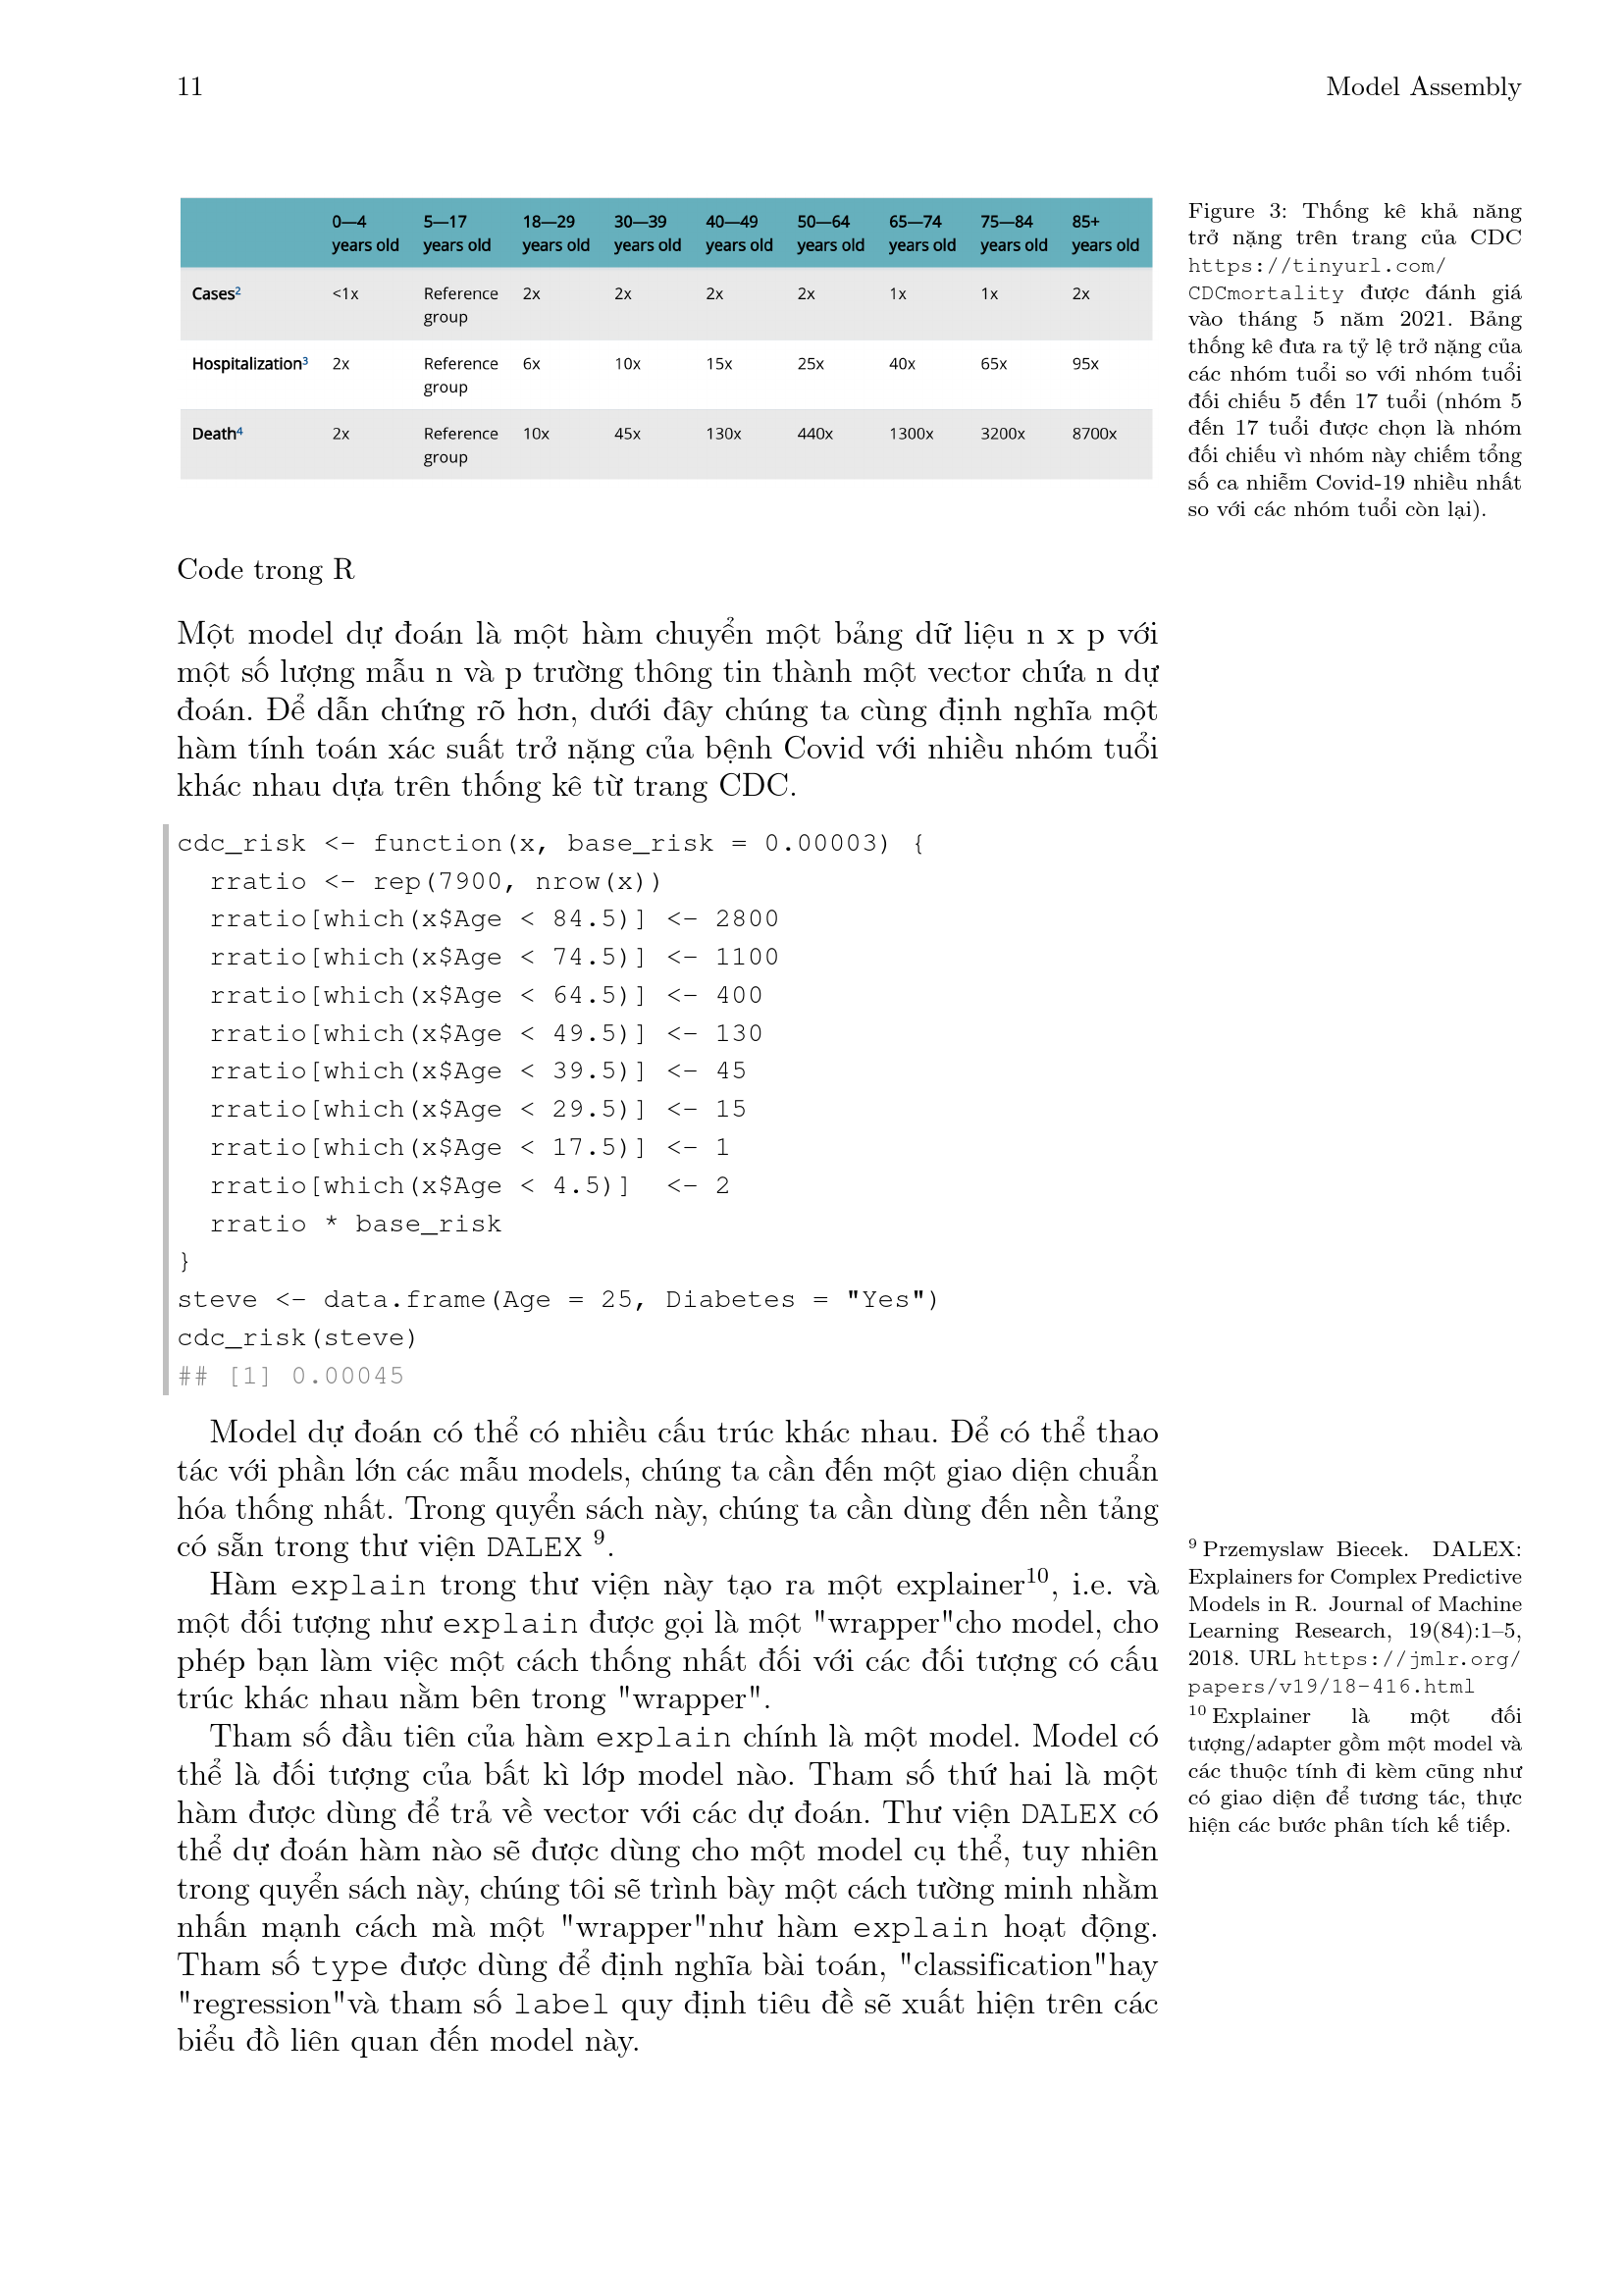 11
Model Assembly
0—4 5—17 18—29 30—39 40—49 50—64 65—74 75—84 85+
years old years old years old years old years old years old years old years old years old
Cases2 <1x Reference 2x 2x 2x 2x 1x 1x 2x
group
Hospitalization3 2x Reference 6x 10x 15x 25x 40x 65x 95x
group
Death4 2x Reference 10x 45x 130x 440x 1300x 3200x 8700x
group
Figure 3: Thống kê khả năng
trở nặng trên trang của CDC
https://tinyurl.com/
CDCmortality được đánh giá
vào tháng 5 năm 2021. Bảng
thống kê đưa ra tỷ lệ trở nặng của
các nhóm tuổi so với nhóm tuổi
đối chiếu 5 đến 17 tuổi (nhóm 5
đến 17 tuổi được chọn là nhóm
đối chiếu vì nhóm này chiếm tổng
số ca nhiễm Covid-19 nhiều nhất
so với các nhóm tuổi còn lại).
Code trong R
Một model dự đoán là một hàm chuyển một bảng dữ liệu n x p với
một số lượng mẫu n và p trường thông tin thành một vector chứa n dự
đoán. Để dẫn chứng rõ hơn, dưới đây chúng ta cùng định nghĩa một
hàm tính toán xác suất trở nặng của bệnh Covid với nhiều nhóm tuổi
khác nhau dựa trên thống kê từ trang CDC.
cdc_risk <- function(x, base_risk = 0.00003) {
  rratio <- rep(7900, nrow(x))
  rratio[which(x$Age < 84.5)] <- 2800
  rratio[which(x$Age < 74.5)] <- 1100
  rratio[which(x$Age < 64.5)] <- 400
  rratio[which(x$Age < 49.5)] <- 130
  rratio[which(x$Age < 39.5)] <- 45
  rratio[which(x$Age < 29.5)] <- 15
  rratio[which(x$Age < 17.5)] <- 1
  rratio[which(x$Age < 4.5)]  <- 2
  rratio * base_risk
}
steve <- data.frame(Age = 25, Diabetes = "Yes")
cdc_risk(steve)
## [1] 0.00045
Model dự đoán có thể có nhiều cấu trúc khác nhau. Để có thể thao
tác với phần lớn các mẫu models, chúng ta cần đến một giao diện chuẩn
hóa thống nhất. Trong quyển sách này, chúng ta cần dùng đến nền tảng
có sẵn trong thư viện DALEX 9.
Hàm explain trong thư viện này tạo ra một explainer10, i.e. và
một đối tượng như explain được gọi là một "wrapper"cho model, cho
phép bạn làm việc một cách thống nhất đối với các đối tượng có cấu
trúc khác nhau nằm bên trong "wrapper".
Tham số đầu tiên của hàm explain chính là một model. Model có
thể là đối tượng của bất kì lớp model nào. Tham số thứ hai là một
hàm được dùng để trả về vector với các dự đoán. Thư viện DALEX có
thể dự đoán hàm nào sẽ được dùng cho một model cụ thể, tuy nhiên
trong quyển sách này, chúng tôi sẽ trình bày một cách tường minh nhằm
nhấn mạnh cách mà một "wrapper"như hàm explain hoạt động.
Tham số type được dùng để định nghĩa bài toán, "classification"hay
"regression"và tham số label quy định tiêu đề sẽ xuất hiện trên các
biểu đồ liên quan đến model này.
9 Przemyslaw Biecek. DALEX:
Explainers for Complex Predictive
Models in R. Journal of Machine
Learning Research, 19(84):1–5,
2018. URL https://jmlr.org/
papers/v19/18-416.html
10 Explainer là một đối
tượng/adapter gồm một model và
các thuộc tính đi kèm cũng như
có giao diện để tương tác, thực
hiện các bước phân tích kế tiếp.